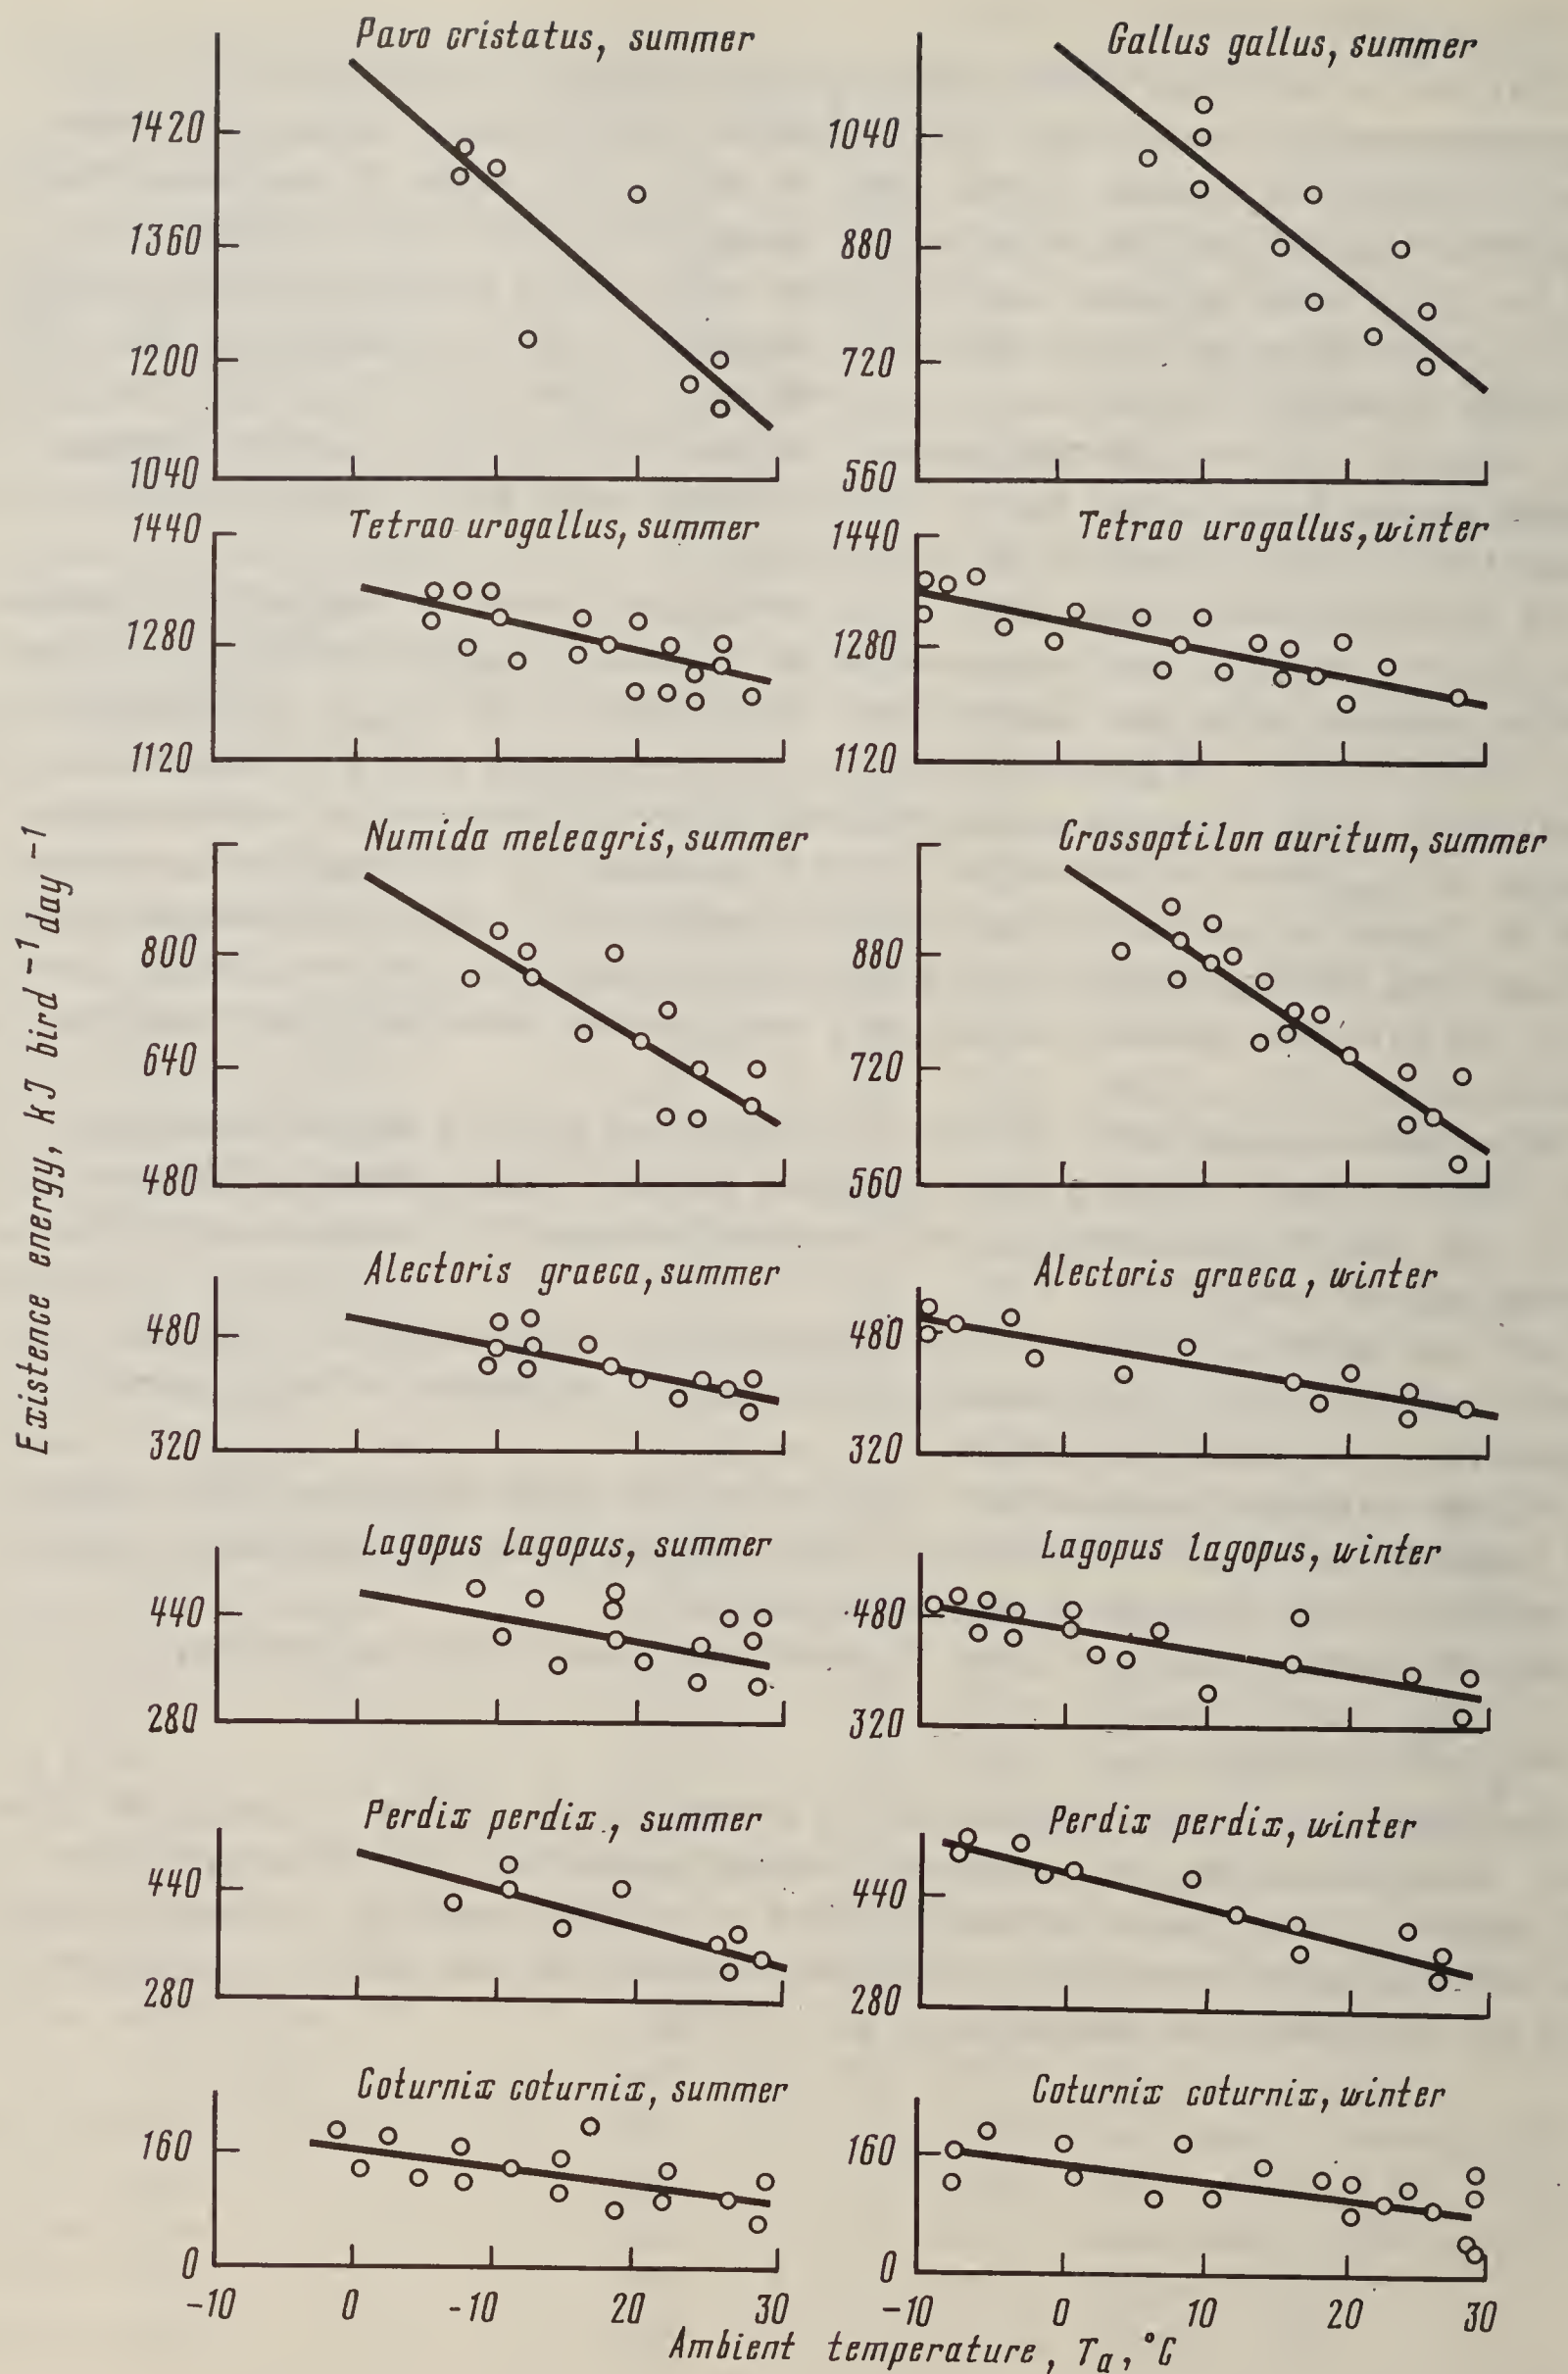 Existence energy, kJ bird⁻¹ day⁻¹
Pavo cristatus, summer
1420
1360
1200
1040
Gallus gallus, summer
1040
880
720
560
Tetrao urogallus, summer
1440
1280
1120
Tetrao urogallus, winter
1440
1280
1120
Numida meleagris, summer
800
640
480
Crossoptilon auritum, summer
880
720
560
Alectoris graeca, summer
480
320
Alectoris graeca, winter
480
320
Lagopus lagopus, summer
440
280
Lagopus lagopus, winter
480
320
Perdix perdix, summer
440
280
Perdix perdix, winter
440
280
Coturnix coturnix, summer
160
0
-10 0 -10 20 30
Coturnix coturnix, winter
160
0
-10 0 10 20 30
Ambient temperature, Ta, °C